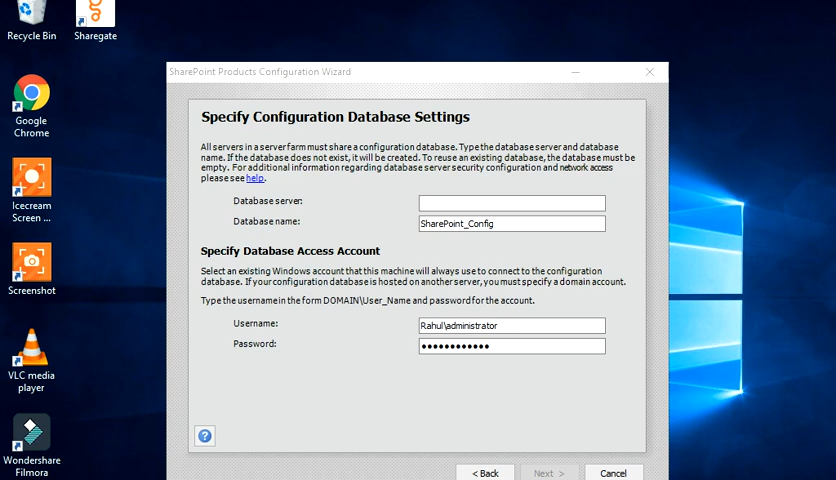 Recycle Bin
Sharegate
Google
Chrome
Icecream
Screen ...
Screenshot
VLC media
player
Wondershare
Filmora
SharePoint Products Configuration Wizard
Specify Configuration Database Settings
All servers in a server farm must share a configuration database. Type the database server and database
name. If the database does not exist, it will be created. To reuse an existing database, the database must be
empty. For additional information regarding database server security configuration and network access
please see help.
Database server:
Database name:
SharePoint_Config
Specify Database Access Account
Select an existing Windows account that this machine will always use to connect to the configuration
database. If your configuration database is hosted on another server, you must specify a domain account.
Type the username in the form DOMAIN\User_Name and password for the account.
Username:
Rahul\administrator
Password:
●●●●●●●●●●●●
?
< Back
Next >
Cancel